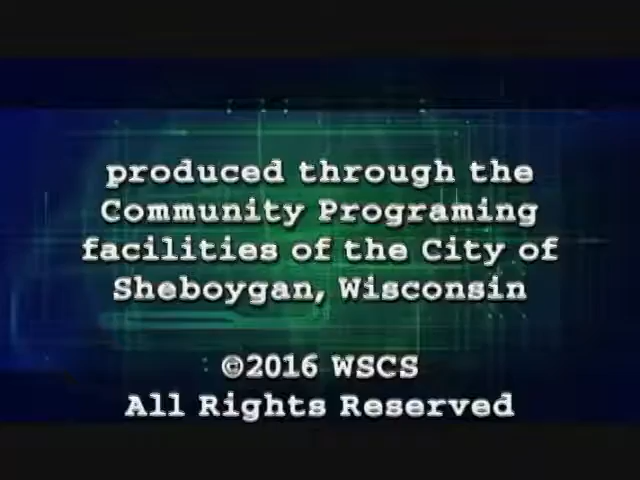 produced through the
Community Programing
facilities of the City of
Sheboygan, Wisconsin
©2016 WSCS
All Rights Reserved